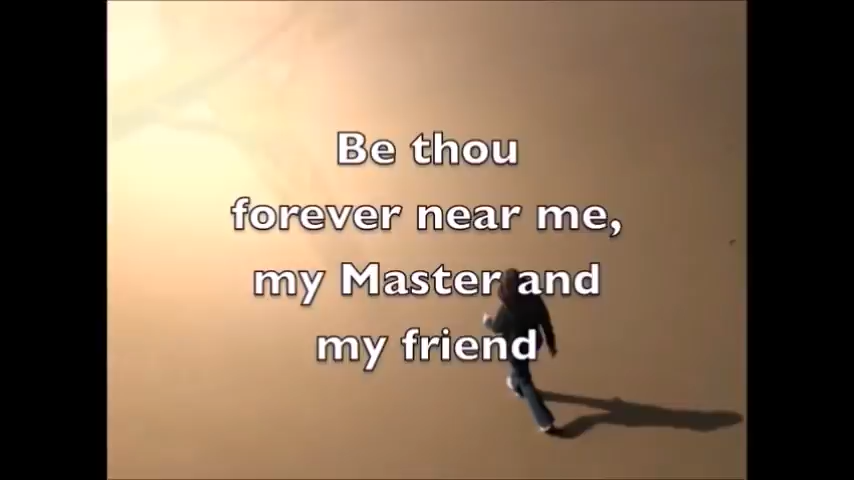 Be thou
forever near me,
my Master and
my friend